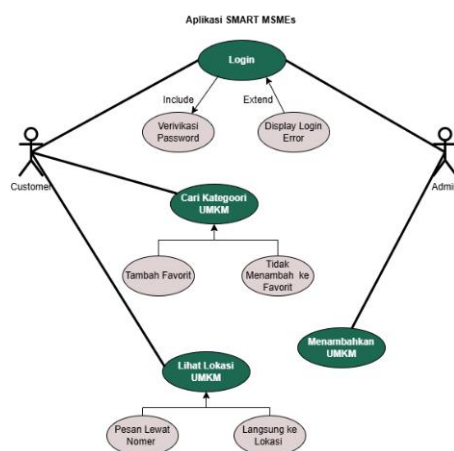 Aplikasi SMART MSMEs
Login
Include
Extend
Verivikasi
Password
Display Login
Error
Customer
Admi
Cari Kategoori
UMKM
Tambah Favorit
Tidak
Menambah ke
Favorit
Menambahkan
UMKM
Lihat Lokasi
UMKM
Pesan Lewat
Nomer
Langsung ke
Lokasi